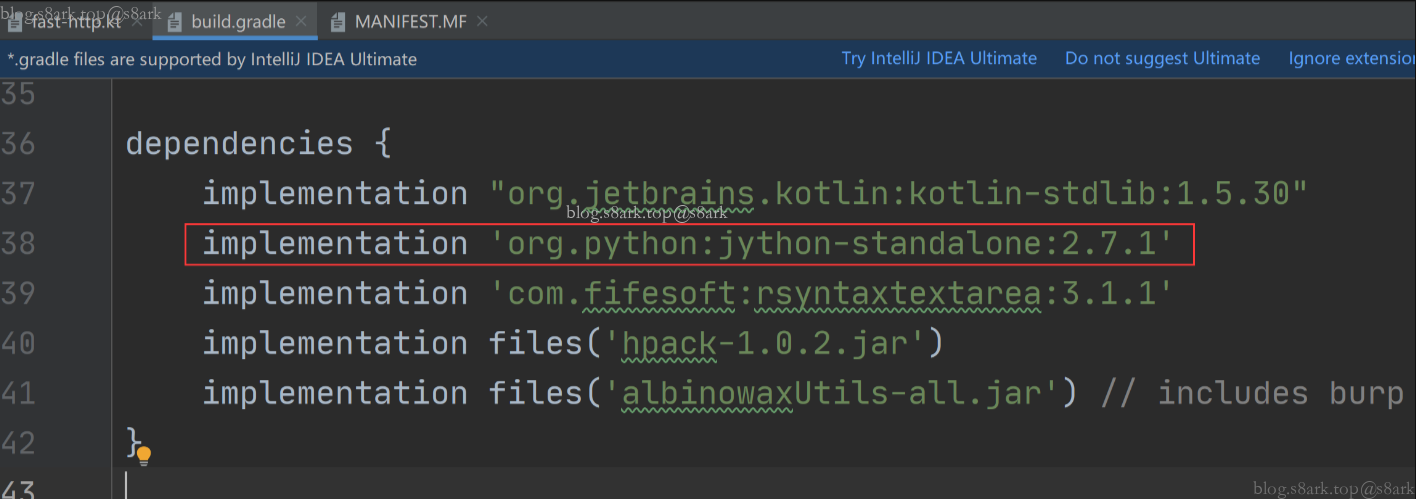 blog.s8ark.top@s8ark
fast-http.kt build.gradle MANIFEST.MF
*.gradle files are supported by IntelliJ IDEA Ultimate Try IntelliJ IDEA Ultimate Do not suggest Ultimate Ignore extension
35
36 dependencies {
37 implementation "org.jetbrains.kotlin:kotlin-stdlib:1.5.30"
blog.s8ark.top@s8ark
38 implementation 'org.python:jython-standalone:2.7.1'
39 implementation 'com.fifesoft:rsyntaxtextarea:3.1.1'
40 implementation files('hpack-1.0.2.jar')
41 implementation files('albinowaxUtils-all.jar') // includes burp
42 }
43
blog.s8ark.top@s8ark